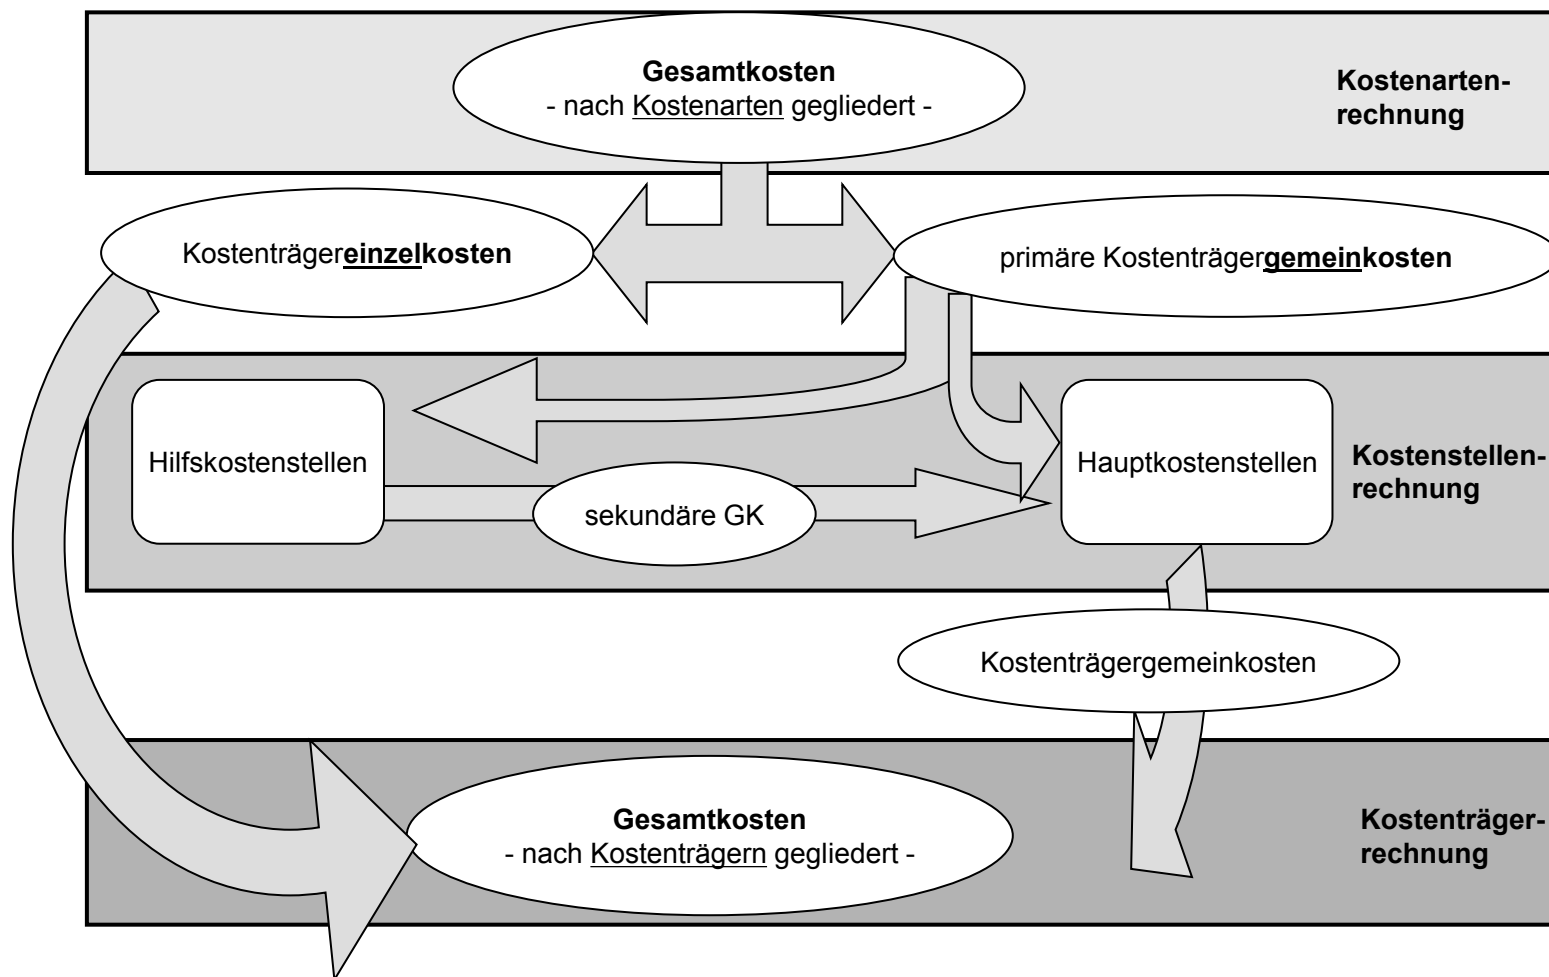 Gesamtkosten
- nach Kostenarten gegliedert -
Kostenarten-
rechnung
Kostenträgereinzelkosten
primäre Kostenträgergemeinkosten
Hilfskostenstellen
sekundäre GK
Hauptkostenstellen
Kostenstellen-
rechnung
Kostenträgergemeinkosten
Gesamtkosten
- nach Kostenträgern gegliedert -
Kostenträger-
rechnung